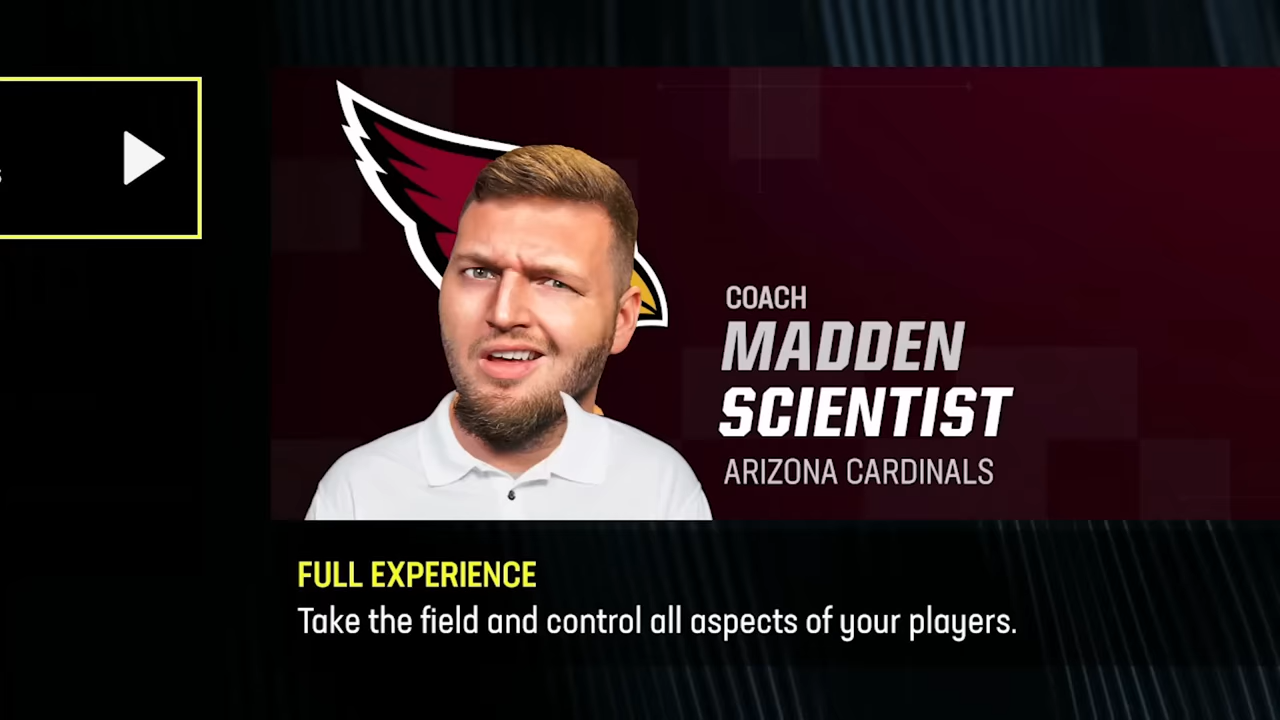 COACH
MADDEN
SCIENTIST
ARIZONA CARDINALS
FULL EXPERIENCE
Take the field and control all aspects of your players.